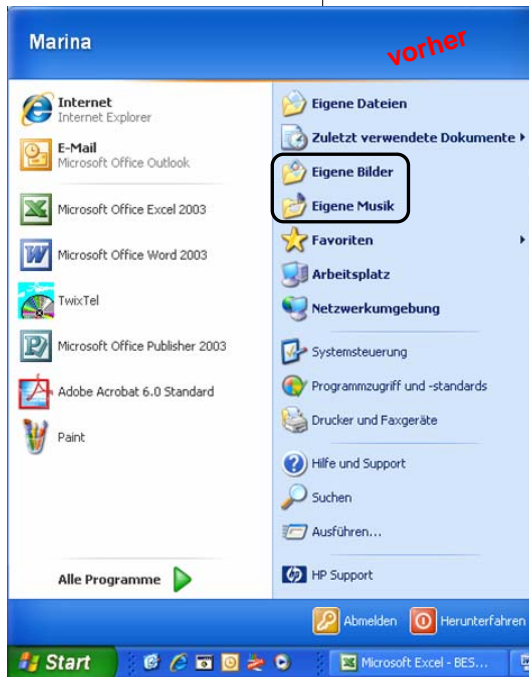 Marina
vorher
Internet
Internet Explorer
E-Mail
Microsoft Office Outlook
Microsoft Office Excel 2003
Microsoft Office Word 2003
TwixTel
Microsoft Office Publisher 2003
Adobe Acrobat 6.0 Standard
Paint
Alle Programme
Eigene Dateien
Zuletzt verwendete Dokumente
Eigene Bilder
Eigene Musik
Favoriten
Arbeitsplatz
Netzwerkumgebung
Systemsteuerung
Programmzugriff und -standards
Drucker und Faxgeräte
Hilfe und Support
Suchen
Ausführen...
HP Support
Abmelden
Herunterfahren
Start
Microsoft Excel - BES...